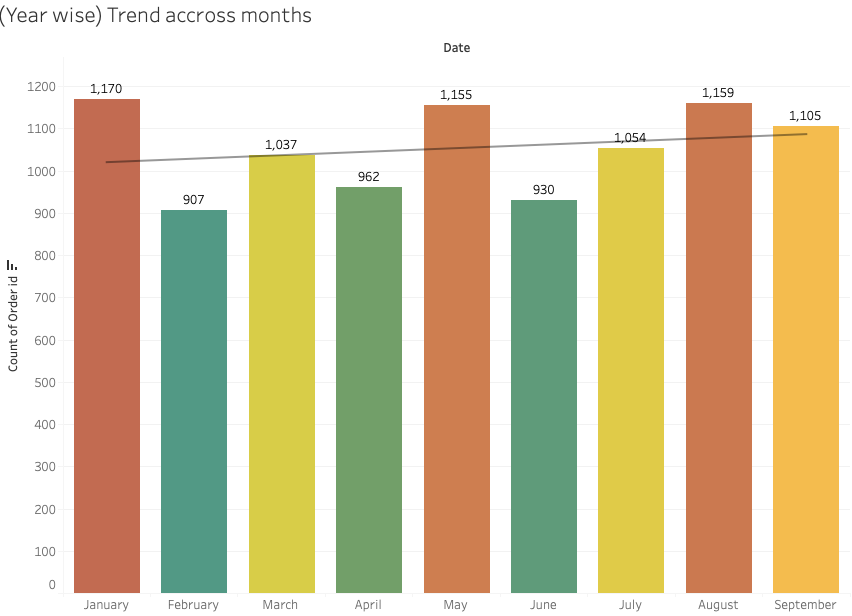 (Year wise) Trend accross months
Date
Count of Order id
1200
1100
1000
900
800
700
600
500
400
300
200
100
0
1,170
907
1,037
962
1,155
930
1,054
1,159
1,105
January
February
March
April
May
June
July
August
September